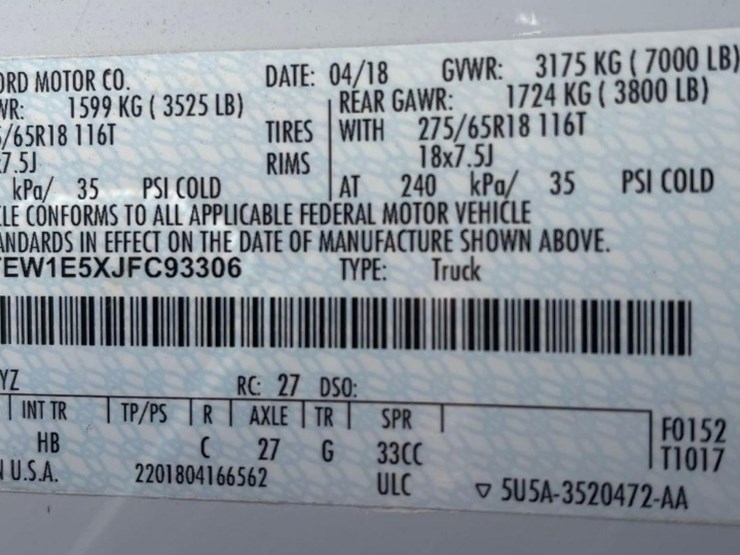 ORD MOTOR CO. DATE: 04/18 GVWR: 3175 KG ( 7000 LB)
WR: 1599 KG ( 3525 LB) REAR GAWR: 1724 KG ( 3800 LB)
5/65R18 116T TIRES WITH 275/65R18 116T
x7.5J RIMS 18x7.5J
kPa/ 35 PSI COLD AT 240 kPa/ 35 PSI COLD
CLE CONFORMS TO ALL APPLICABLE FEDERAL MOTOR VEHICLE
ANDARDS IN EFFECT ON THE DATE OF MANUFACTURE SHOWN ABOVE.
EW1E5XJFC93306 TYPE: Truck
YZ RC: 27 DSO:
INT TR TP/PS R AXLE TR SPR F0152
HB C 27 G 33CC T1017
U.S.A. 2201804166562 ULC ▽ 5U5A-3520472-AA